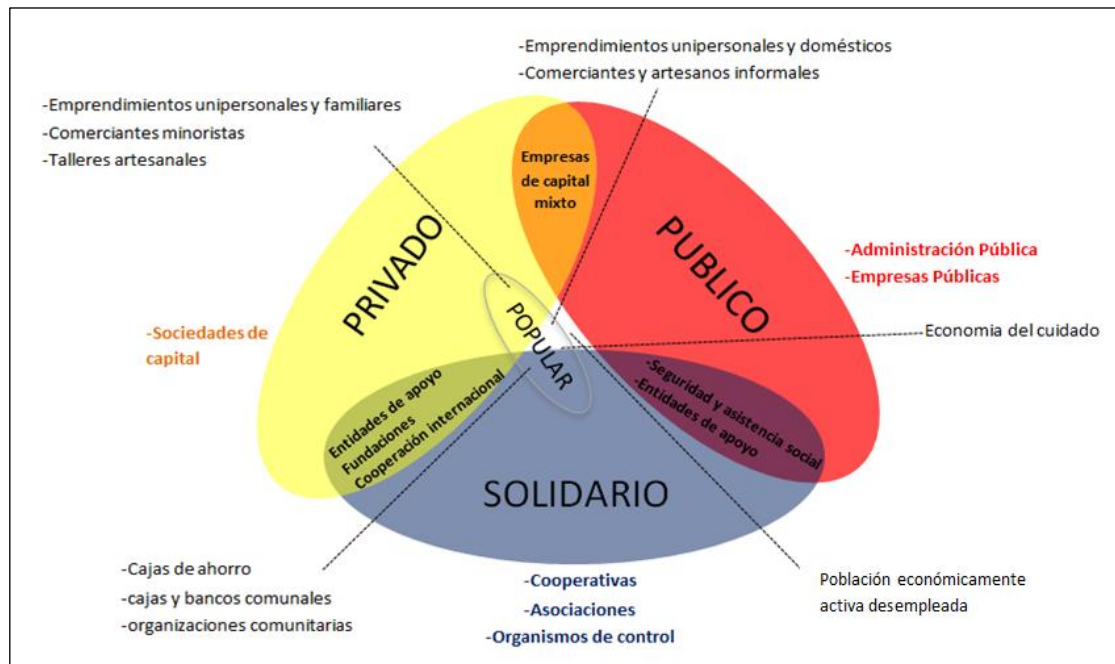 -Emprendimientos unipersonales y domésticos
-Comerciantes y artesanos informales
-Emprendimientos unipersonales y familiares
-Comerciantes minoristas
-Talleres artesanales
Empresas
de capital
mixto
PRIVADO
PUBLICO
-Administración Pública
-Empresas Públicas
-Sociedades de
capital
POPULAR
Economia del cuidado
Entidades de apoyo
Fundaciones
Cooperación internacional
-Seguridad y asistencia social
-Entidades de apoyo
SOLIDARIO
-Cajas de ahorro
-cajas y bancos comunales
-organizaciones comunitarias
-Cooperativas
-Asociaciones
-Organismos de control
Población económicamente
activa desempleada